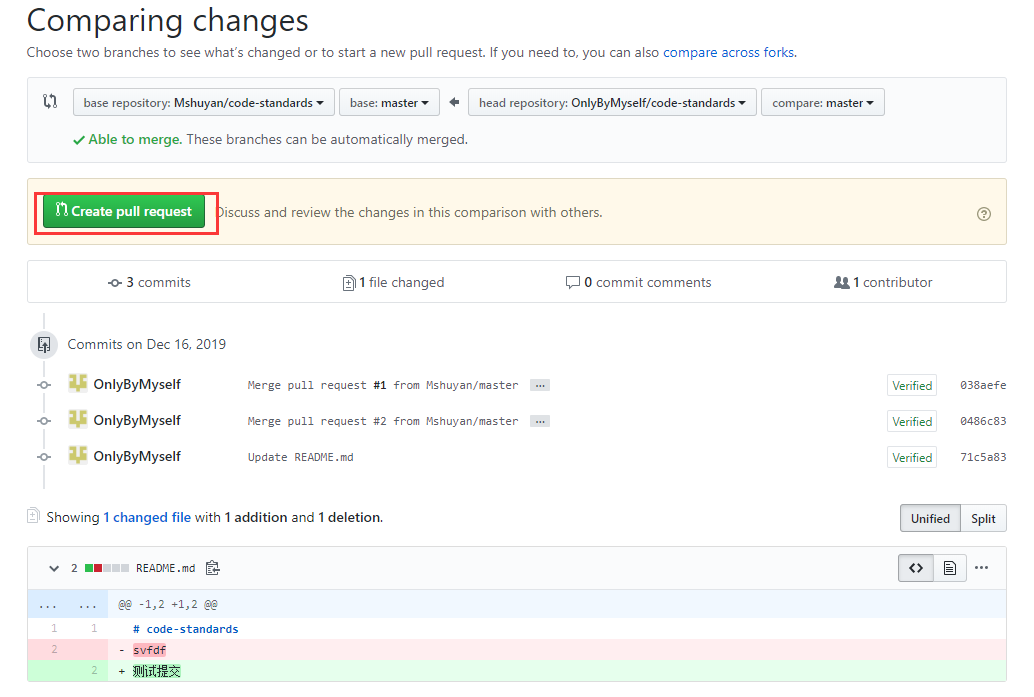 Comparing changes
Choose two branches to see what's changed or to start a new pull request. If you need to, you can also compare across forks.
base repository: Mshuyan/code-standards base: master head repository: OnlyByMyself/code-standards compare: master
Able to merge. These branches can be automatically merged.
Create pull request Discuss and review the changes in this comparison with others.
3 commits 1 file changed 0 commit comments 1 contributor
Commits on Dec 16, 2019
OnlyByMyself Merge pull request #1 from Mshuyan/master ... Verified 038aefe
OnlyByMyself Merge pull request #2 from Mshuyan/master ... Verified 0486c83
OnlyByMyself Update README.md Verified 71c5a83
Showing 1 changed file with 1 addition and 1 deletion. Unified Split
2 README.md
... ... @@ -1,2 +1,2 @@
1 1 # code-standards
2 - svfdf
2 + 测试提交